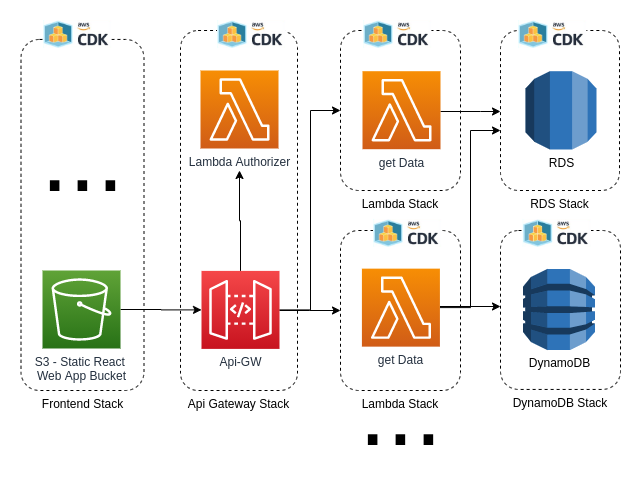 aws
CDK
aws
CDK
aws
CDK
aws
CDK
Lambda Authorizer
get Data
RDS
Lambda Stack
RDS Stack
aws
CDK
aws
CDK
S3 - Static React
Web App Bucket
Api-GW
get Data
DynamoDB
Frontend Stack
Api Gateway Stack
Lambda Stack
DynamoDB Stack